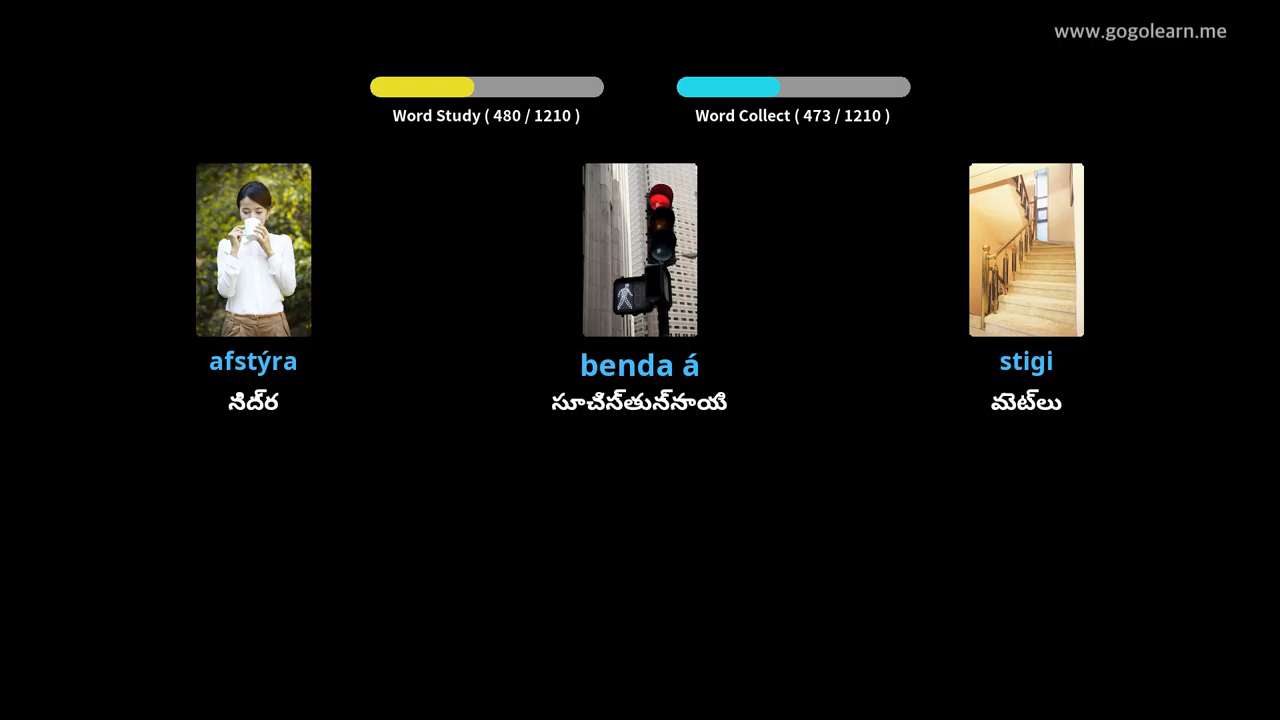 www.gogolearn.me
Word Study ( 480 / 1210 )
Word Collect ( 473 / 1210 )
afstýra
benda á
stigi
నిద్‌ర
సూచిస్‌తున్‌నాయి
మెట్‌లు